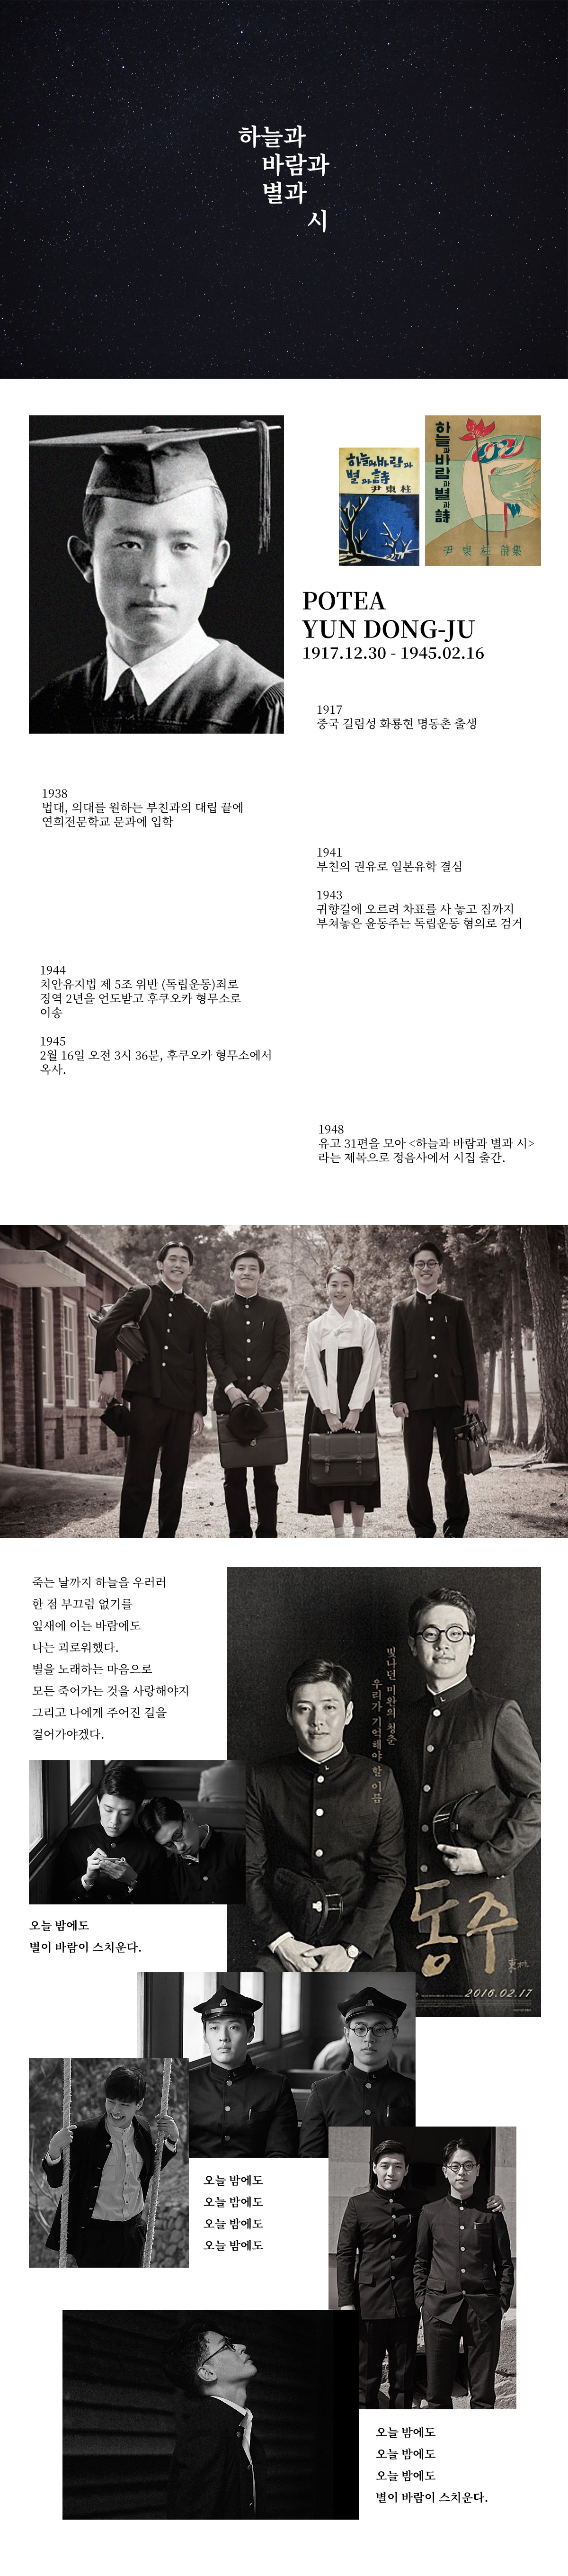 하늘과
바람과
별과
시
하늘과바람과
별과詩
尹東柱
하늘과바람과별과詩
尹東柱詩集
POTEA
YUN DONG-JU
1917.12.30 - 1945.02.16
1917
중국 길림성 화룡현 명동촌 출생
1938
법대, 의대를 원하는 부친과의 대립 끝에
연희전문학교 문과에 입학
1941
부친의 권유로 일본유학 결심
1943
귀향길에 오르려 차표를 사 놓고 짐까지
부쳐놓은 윤동주는 독립운동 혐의로 검거
1944
치안유지법 제 5조 위반 (독립운동)죄로
징역 2년을 언도받고 후쿠오카 형무소로
이송
1945
2월 16일 오전 3시 36분, 후쿠오카 형무소에서
옥사.
1948
유고 31편을 모아 <하늘과 바람과 별과 시>
라는 제목으로 정음사에서 시집 출간.
죽는 날까지 하늘을 우러러
한 점 부끄럼 없기를
잎새에 이는 바람에도
나는 괴로워했다.
별을 노래하는 마음으로
모든 죽어가는 것을 사랑해야지
그리고 나에게 주어진 길을
걸어가야겠다.
빛나던 미완의 청춘
우리가 기억해야 할 이름
동주
東柱
2016.02.17
오늘 밤에도
별이 바람이 스치운다.
오늘 밤에도
오늘 밤에도
오늘 밤에도
오늘 밤에도
오늘 밤에도
오늘 밤에도
오늘 밤에도
별이 바람이 스치운다.